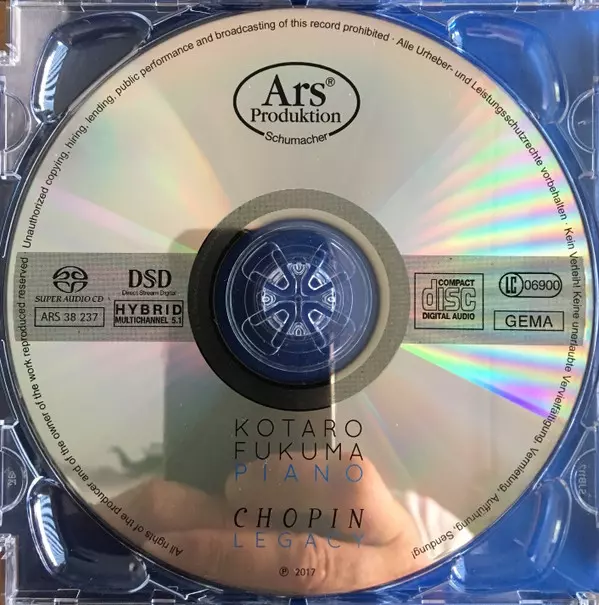 Unauthorized copying, hiring, lending, public performance and broadcasting of this record prohibited · Alle Urheber- und Leistungsschutzrechte vorbehalten · Kein Verleih! Keine unerlaubte Vervielfältigung, Vermietung, Aufführung, Sendung!
Ars®
Produktion
Schumacher
SUPER AUDIO CD
ARS 38 237
DSD
Direct Stream Digital
HYBRID
MULTICHANNEL 5.1
COMPACT
disc
DIGITAL AUDIO
LC 06900
GEMA
KOTARO
FUKUMA
PIANO
CHOPIN
LEGACY
℗ 2017
All rights of the producer and of the owner of the work reproduced reserved